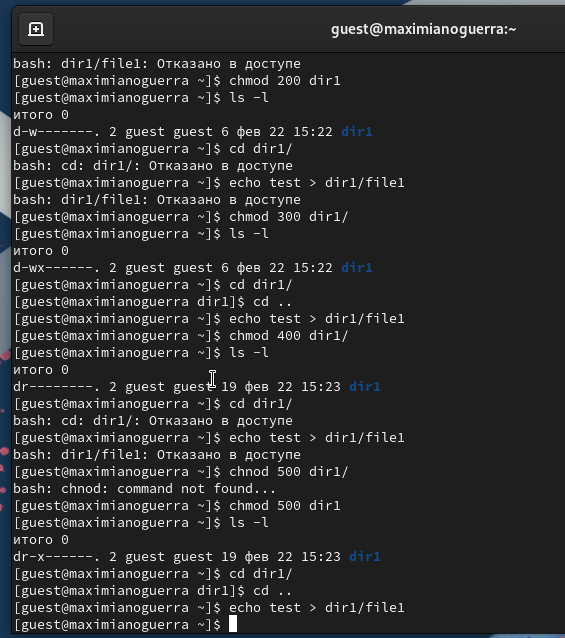 guest@maximianoguerra:~
bash: dir1/file1: Отказано в доступе
[guest@maximianoguerra ~]$ chmod 200 dir1
[guest@maximianoguerra ~]$ ls -l
итого 0
d-w-------. 2 guest guest 6 фев 22 15:22 dir1
[guest@maximianoguerra ~]$ cd dir1/
bash: cd: dir1/: Отказано в доступе
[guest@maximianoguerra ~]$ echo test > dir1/file1
bash: dir1/file1: Отказано в доступе
[guest@maximianoguerra ~]$ chmod 300 dir1/
[guest@maximianoguerra ~]$ ls -l
итого 0
d-wx------. 2 guest guest 6 фев 22 15:22 dir1
[guest@maximianoguerra ~]$ cd dir1/
[guest@maximianoguerra dir1]$ cd ..
[guest@maximianoguerra ~]$ echo test > dir1/file1
[guest@maximianoguerra ~]$ chmod 400 dir1/
[guest@maximianoguerra ~]$ ls -l
итого 0
dr--------. 2 guest guest 19 фев 22 15:23 dir1
[guest@maximianoguerra ~]$ cd dir1/
bash: cd: dir1/: Отказано в доступе
[guest@maximianoguerra ~]$ echo test > dir1/file1
bash: dir1/file1: Отказано в доступе
[guest@maximianoguerra ~]$ chnod 500 dir1/
bash: chnod: command not found...
[guest@maximianoguerra ~]$ chmod 500 dir1
[guest@maximianoguerra ~]$ ls -l
итого 0
dr-x------. 2 guest guest 19 фев 22 15:23 dir1
[guest@maximianoguerra ~]$ cd dir1/
[guest@maximianoguerra dir1]$ cd ..
[guest@maximianoguerra ~]$ echo test > dir1/file1
[guest@maximianoguerra ~]$